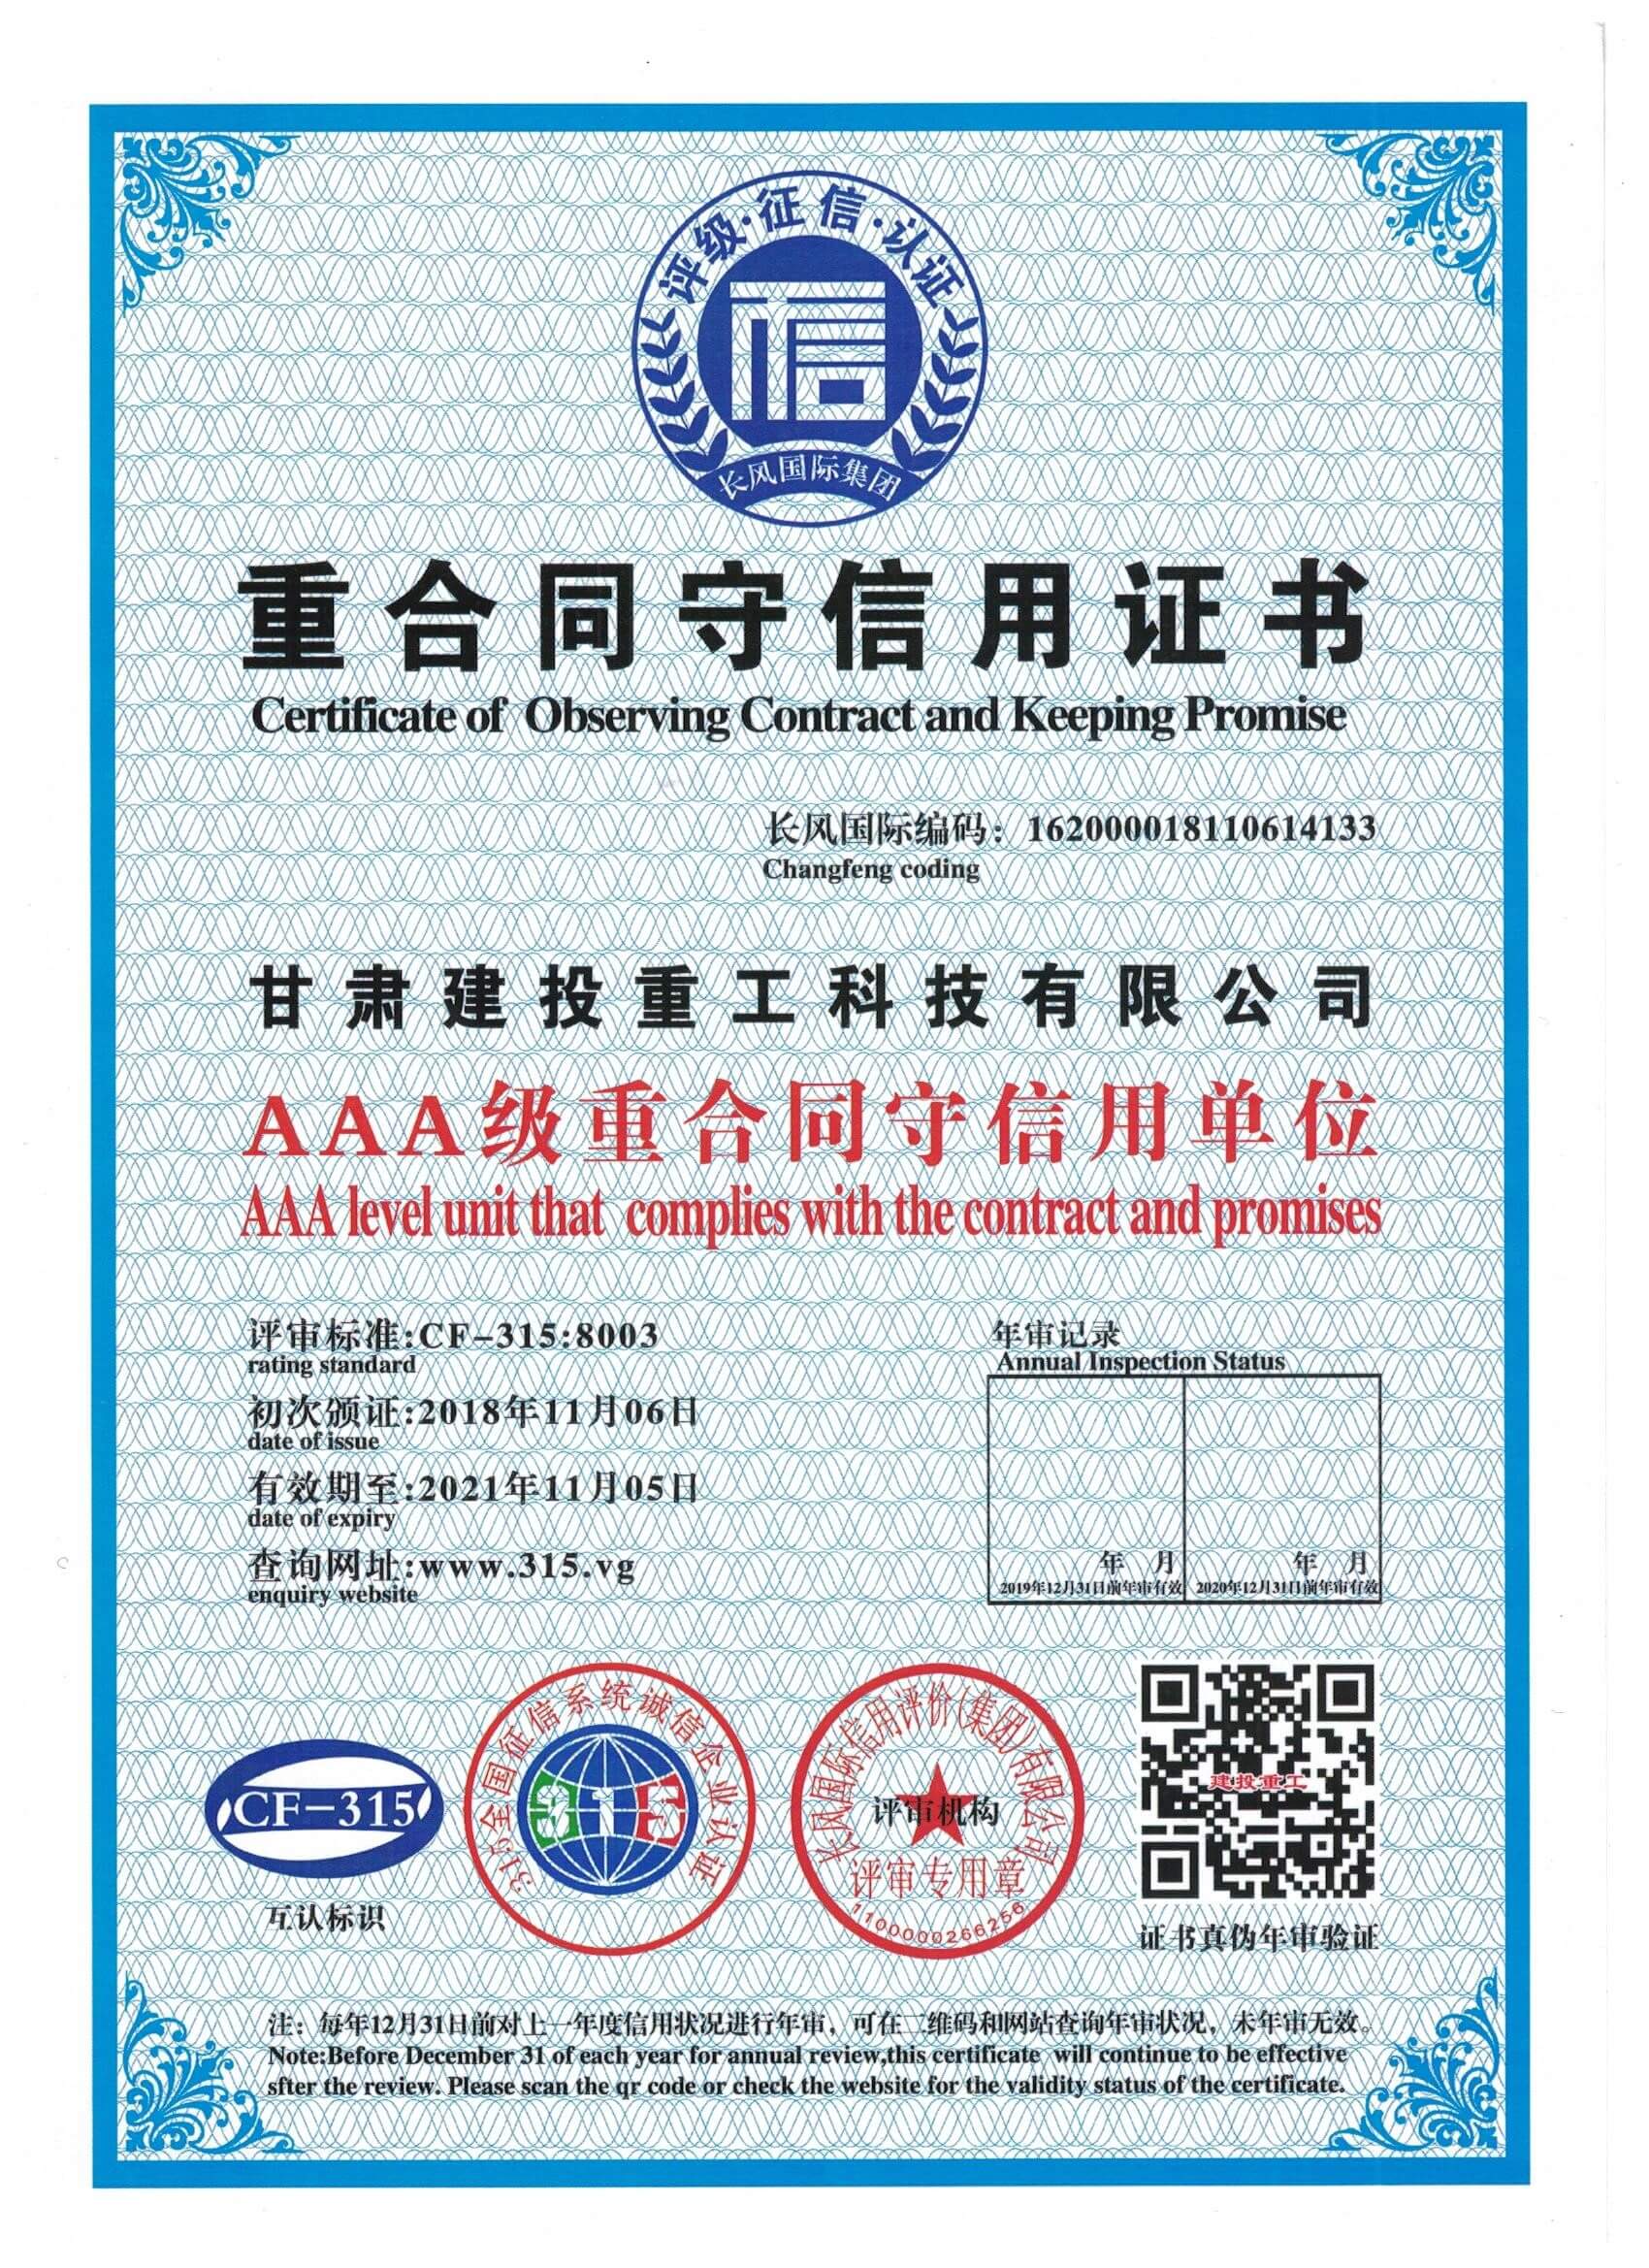 评级·征信·认证
信
长风国际集团
重合同守信用证书
Certificate of Observing Contract and Keeping Promise
长风国际编码：162000018110614133
Changfeng coding
甘肃建投重工科技有限公司
AAA级重合同守信用单位
AAA level unit that complies with the contract and promises
评审标准:CF-315:8003
rating standard
初次颁证:2018年11月06日
date of issue
有效期至:2021年11月05日
date of expiry
查询网址:www.315.vg
enquiry website
年审记录
Annual Inspection Status
年 月
2019年12月31日前年审有效
年 月
2020年12月31日前年审有效
CF-315
互认标识
315全国征信系统诚信企业认证
315
长风国际信用评价(集团)有限公司
评审机构
评审专用章
1100000266256
建投重工
证书真伪年审验证
注：每年12月31日前对上一年度信用状况进行年审，可在二维码和网站查询年审状况，未年审无效。
Note:Before December 31 of each year for annual review,this certificate will continue to be effective
sfter the review. Please scan the qr code or check the website for the validity status of the certificate.